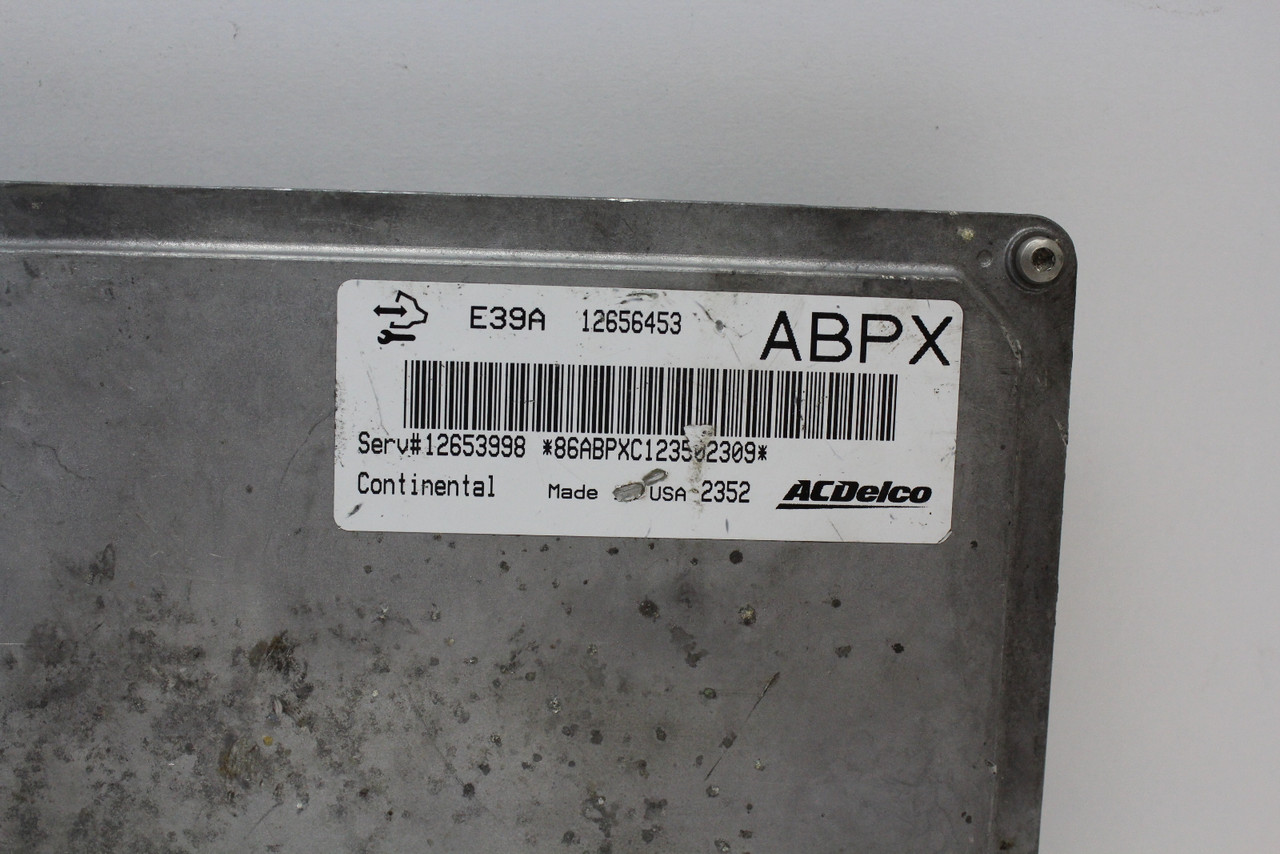 E39A 12656453 ABPX
Serv#12653998 *86ABPXC123502309*
Continental Made USA 2352 ACDelco